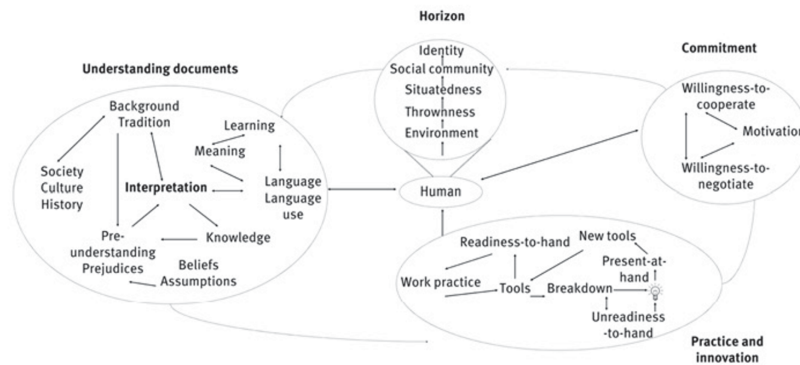 Horizon
Identity
Social community
Situatedness
Thrownness
Environment
Commitment
Willingness-to-
cooperate
Motivation
Willingness-to-
negotiate
Understanding documents
Background
Tradition
Learning
Meaning
Society
Culture
History
Interpretation
Language
Language
use
Pre-
understanding
Prejudices
Knowledge
Beliefs
Assumptions
Human
Readiness-to-hand
New tools
Present-at-
hand
Work practice
Tools
Breakdown
Unreadiness
-to-hand
Practice and
innovation